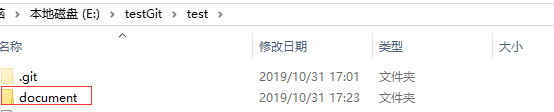 本地磁盘 (E:) › testGit › test ›
名称 修改日期 类型 大小
.git 2019/10/31 17:01 文件夹
document 2019/10/31 17:23 文件夹